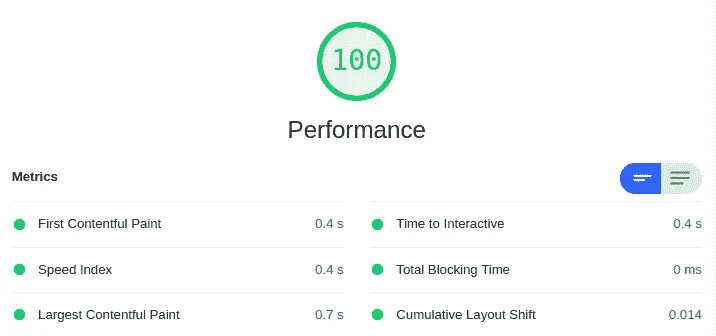 100
Performance
Metrics
First Contentful Paint 0.4 s
Time to Interactive 0.4 s
Speed Index 0.4 s
Total Blocking Time 0 ms
Largest Contentful Paint 0.7 s
Cumulative Layout Shift 0.014